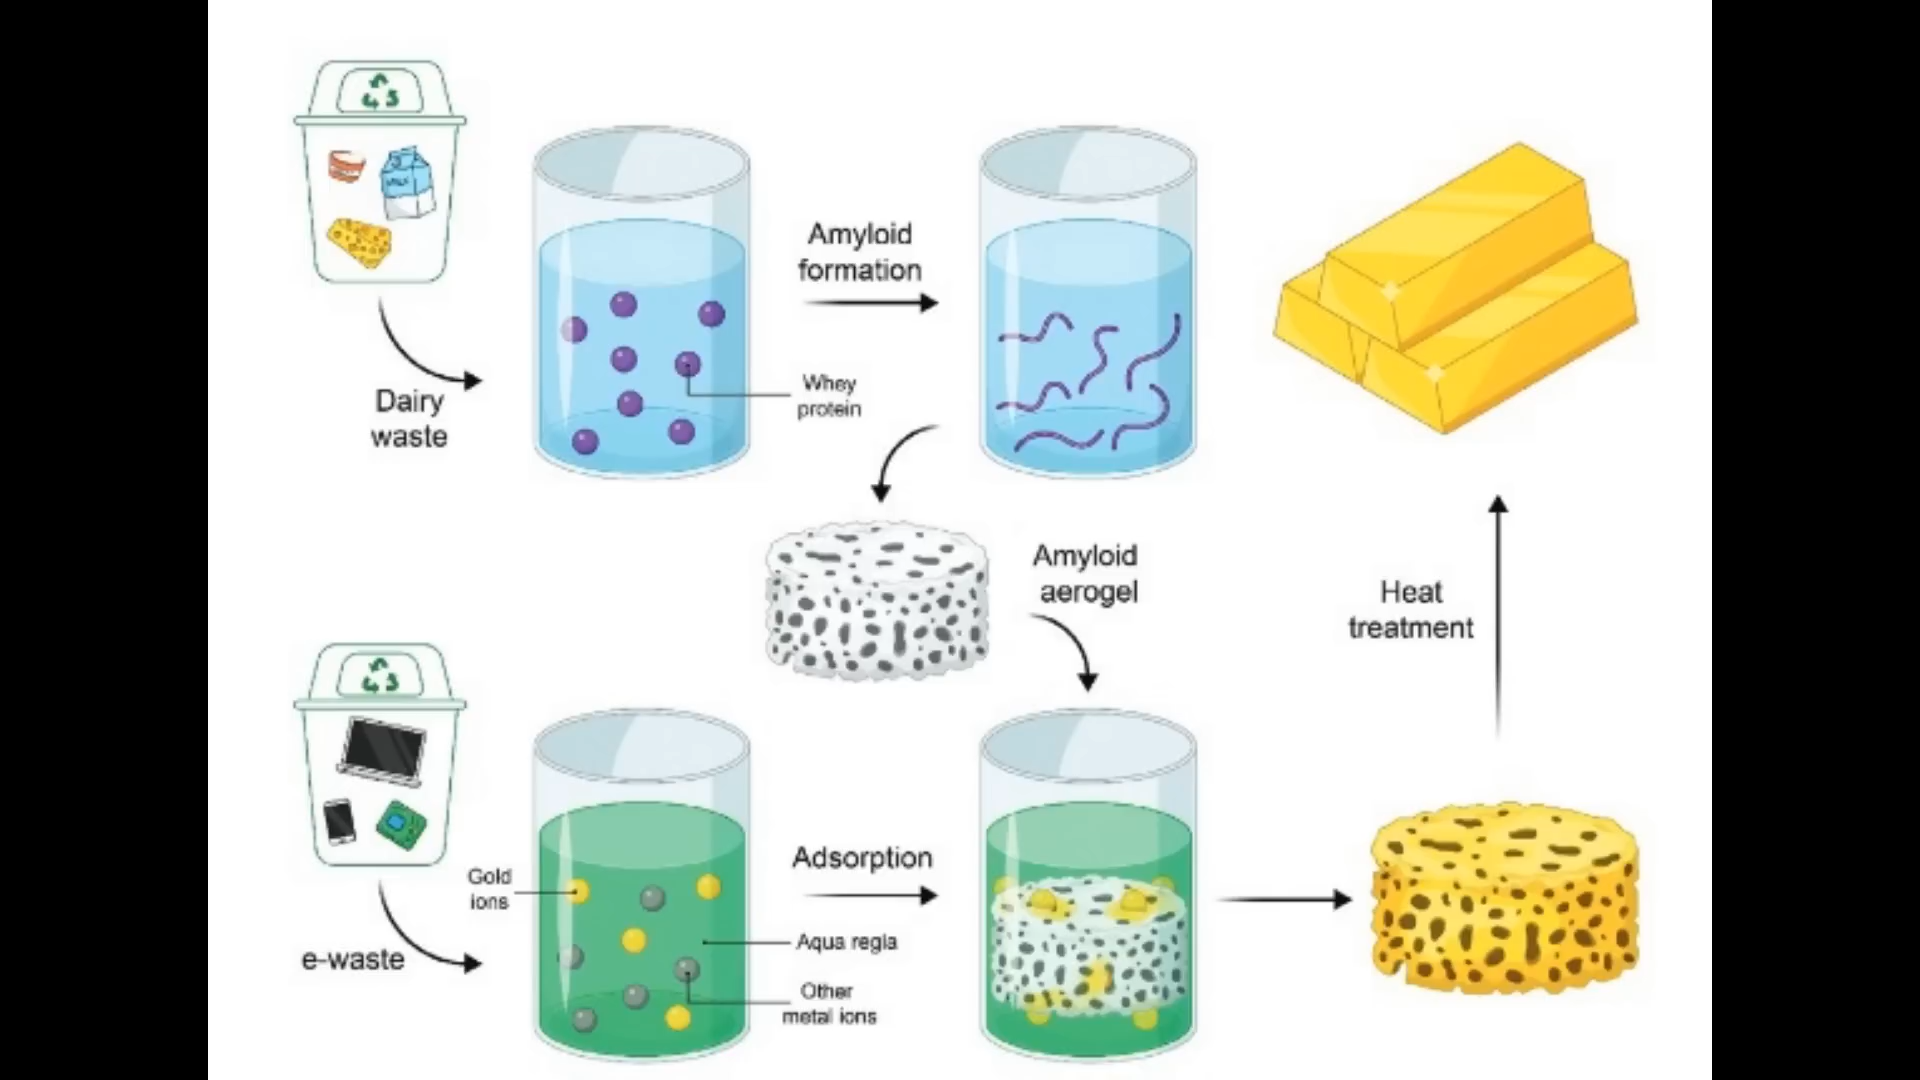 MILK
Amyloid
formation
Dairy
waste
Whey
protein
Amyloid
aerogel
Heat
treatment
Gold
ions
Adsorption
e-waste
Aqua regia
Other
metal ions